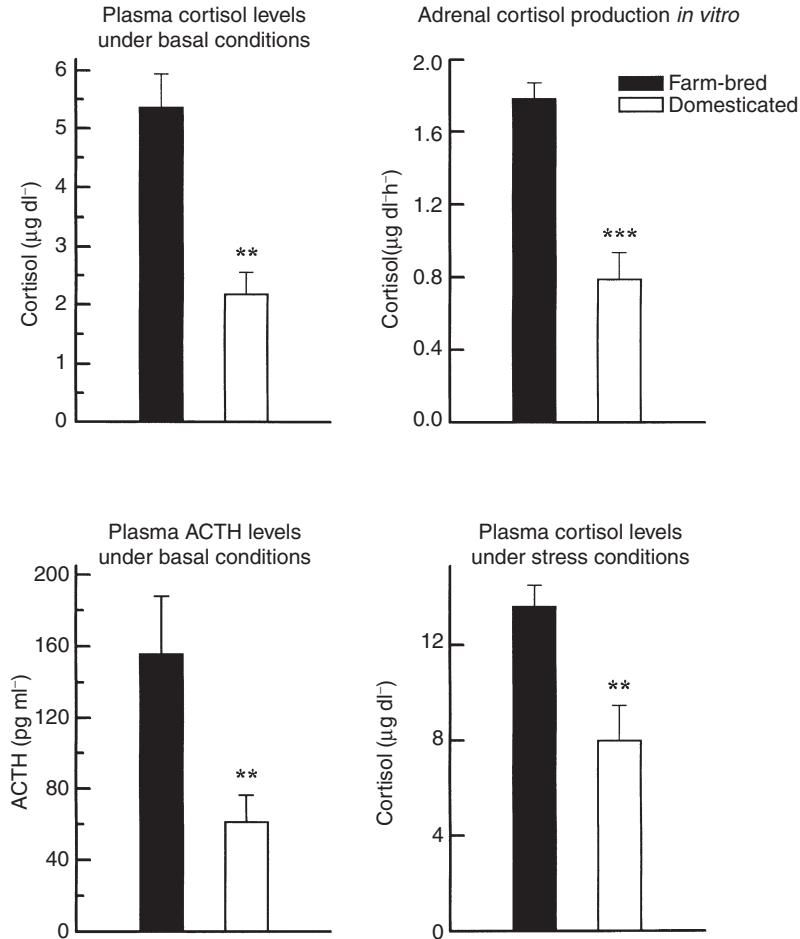 Plasma cortisol levels
under basal conditions
6
5
4
3
2
1
0
Cortisol (µg dl⁻)
**
Adrenal cortisol production in vitro
2.0
1.6
1.2
0.8
0.4
0.0
Cortisol(µg dl⁻h⁻)
***
Farm-bred
Domesticated
Plasma ACTH levels
under basal conditions
200
160
120
80
40
0
ACTH (pg ml⁻)
**
Plasma cortisol levels
under stress conditions
12
8
4
0
Cortisol (µg dl⁻)
**